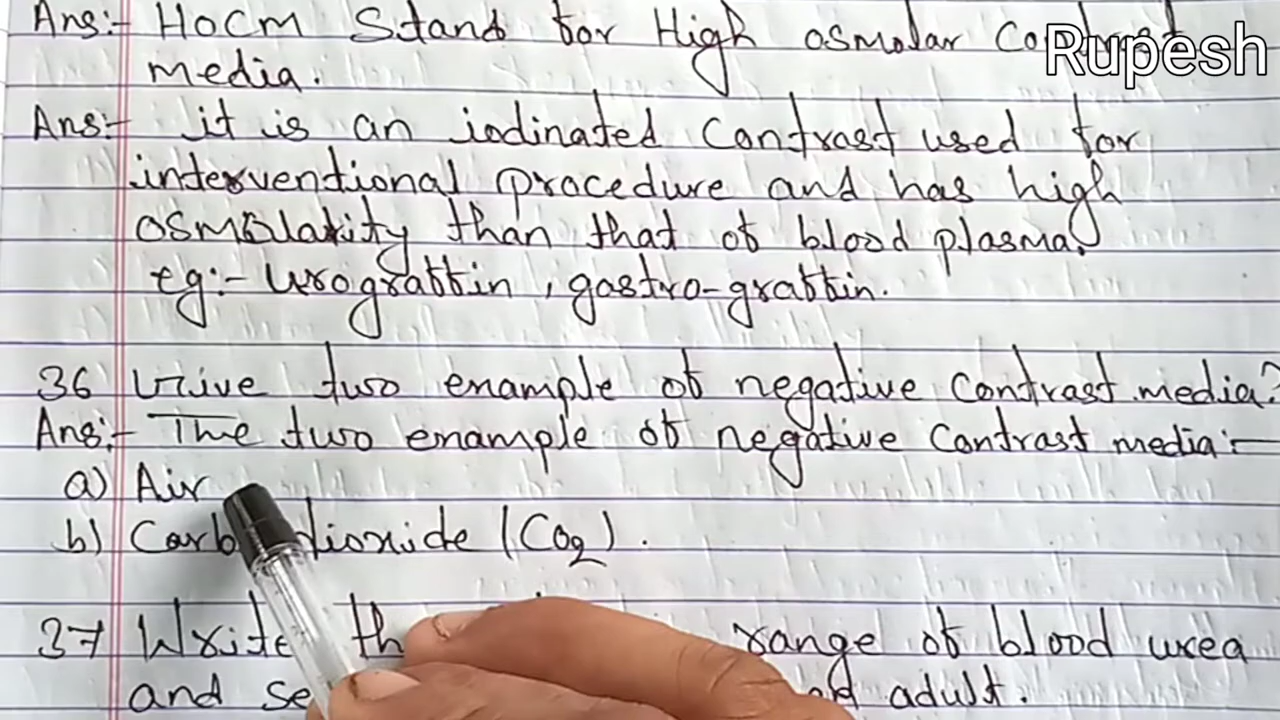 Ans:- HOCM Stand for High osmolar
Rupesh
media.
Ans:- it is an iodinated contrast used for
interventional procedure and has high
osmolarity than that of blood plasma.
eg:- Urograffin, gastro-graffin.
36 Give two example of negative contrast media?
Ans:- The two example of negative contrast media:-
a) Air
b) dioxide (CO2).
37 Write range of blood urea
and adult.